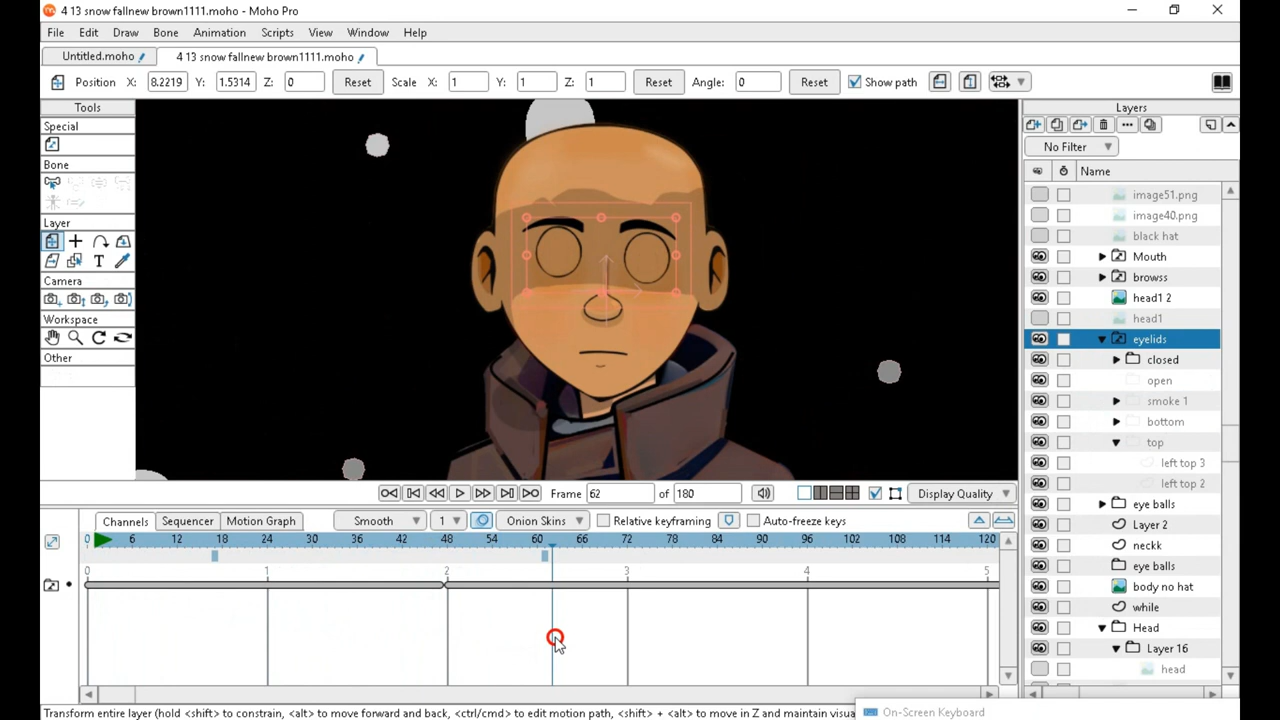 4 13 snow fallnew brown1111.moho - Moho Pro
File Edit Draw Bone Animation Scripts View Window Help
Untitled.moho 4 13 snow fallnew brown1111.moho
Position X: 8.2219 Y: 1.5314 Z: 0 Reset Scale X: 1 Y: 1 Z: 1 Reset Angle: 0 Reset Show path
Tools
Special
Bone
Layer
T
Camera
Workspace
Other
Layers
No Filter
Name
image51.png
image40.png
black hat
Mouth
browss
head1 2
head1
eyelids
closed
open
smoke 1
bottom
top
left top 3
left top 2
eye balls
Layer 2
neckk
eye balls
body no hat
while
Head
Layer 16
head
Frame 62 of 180 Display Quality
Channels Sequencer Motion Graph Smooth 1 Onion Skins Relative keyframing Auto-freeze keys
0 6 12 18 24 30 36 42 48 54 60 66 72 78 84 90 96 102 108 114 120
0 1 2 3 4 5
Transform entire layer (hold <shift> to constrain, <alt> to move forward and back, <ctrl/cmd> to edit motion path, <shift> + <alt> to move in Z and maintain visua
On-Screen Keyboard